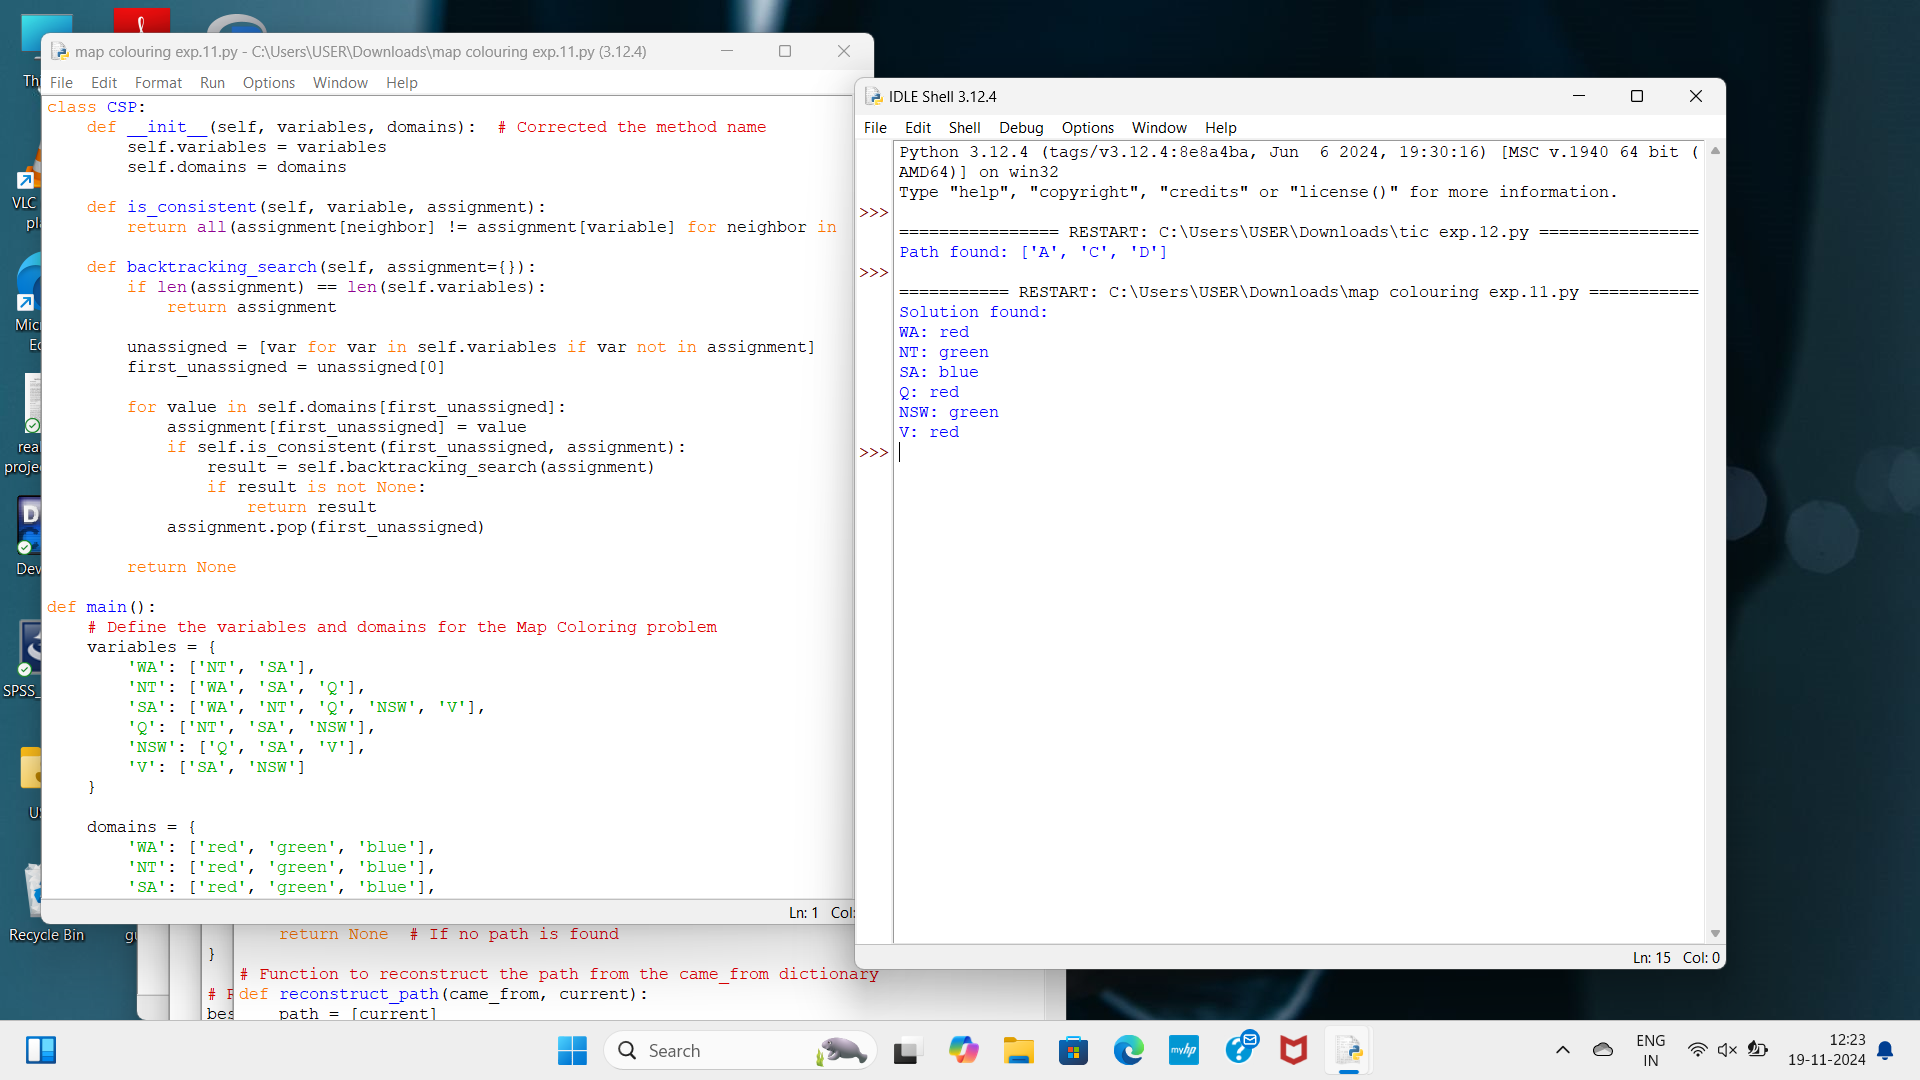 map colouring exp.11.py - C:\Users\USER\Downloads\map colouring exp.11.py (3.12.4)
File Edit Format Run Options Window Help
class CSP:
    def __init__(self, variables, domains):  # Corrected the method name
        self.variables = variables
        self.domains = domains
    def is_consistent(self, variable, assignment):
        return all(assignment[neighbor] != assignment[variable] for neighbor in
    def backtracking_search(self, assignment={}):
        if len(assignment) == len(self.variables):
            return assignment
        unassigned = [var for var in self.variables if var not in assignment]
        first_unassigned = unassigned[0]
        for value in self.domains[first_unassigned]:
            assignment[first_unassigned] = value
            if self.is_consistent(first_unassigned, assignment):
                result = self.backtracking_search(assignment)
                if result is not None:
                    return result
            assignment.pop(first_unassigned)
        return None
def main():
    # Define the variables and domains for the Map Coloring problem
    variables = {
        'WA': ['NT', 'SA'],
        'NT': ['WA', 'SA', 'Q'],
        'SA': ['WA', 'NT', 'Q', 'NSW', 'V'],
        'Q': ['NT', 'SA', 'NSW'],
        'NSW': ['Q', 'SA', 'V'],
        'V': ['SA', 'NSW']
    }
    domains = {
        'WA': ['red', 'green', 'blue'],
        'NT': ['red', 'green', 'blue'],
        'SA': ['red', 'green', 'blue'],
Ln: 1 Col:
return None  # If no path is found
}
# Function to reconstruct the path from the came_from dictionary
def reconstruct_path(came_from, current):
path = [current]
IDLE Shell 3.12.4
File Edit Shell Debug Options Window Help
Python 3.12.4 (tags/v3.12.4:8e8a4ba, Jun  6 2024, 19:30:16) [MSC v.1940 64 bit (
AMD64)] on win32
Type "help", "copyright", "credits" or "license()" for more information.
>>>
================ RESTART: C:\Users\USER\Downloads\tic exp.12.py ================
Path found: ['A', 'C', 'D']
>>>
=========== RESTART: C:\Users\USER\Downloads\map colouring exp.11.py ===========
Solution found:
WA: red
NT: green
SA: blue
Q: red
NSW: green
V: red
>>>
Ln: 15 Col: 0
VLC
SPSS_
Recycle Bin
Search
myhp
ENG
IN
12:23
19-11-2024